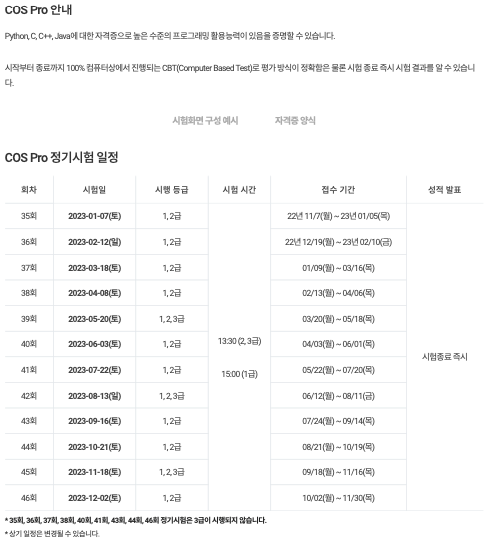 COS Pro 안내
Python, C, C++, Java에 대한 자격증으로 높은 수준의 프로그래밍 활용능력이 있음을 증명할 수 있습니다.
시작부터 종료까지 100% 컴퓨터상에서 진행되는 CBT(Computer Based Test)로 평가 방식이 정확함은 물론 시험 종료 즉시 시험 결과를 알 수 있습니
다.
시험화면 구성 예시 자격증 양식
COS Pro 정기시험 일정
회차 시험일 시행 등급 시험 시간 접수 기간 성적 발표
35회 2023-01-07(토) 1, 2급 22년 11/7(월) ~ 23년 01/05(목)
36회 2023-02-12(일) 1, 2급 22년 12/19(월) ~ 23년 02/10(금)
37회 2023-03-18(토) 1, 2급 01/09(월) ~ 03/16(목)
38회 2023-04-08(토) 1, 2급 02/13(월) ~ 04/06(목)
39회 2023-05-20(토) 1, 2, 3급 03/20(월) ~ 05/18(목)
40회 2023-06-03(토) 1, 2급 13:30 (2, 3급) 04/03(월) ~ 06/01(목)
시험종료 즉시
41회 2023-07-22(토) 1, 2급 15:00 (1급) 05/22(월) ~ 07/20(목)
42회 2023-08-13(일) 1, 2, 3급 06/12(월) ~ 08/11(금)
43회 2023-09-16(토) 1, 2급 07/24(월) ~ 09/14(목)
44회 2023-10-21(토) 1, 2급 08/21(월) ~ 10/19(목)
45회 2023-11-18(토) 1, 2, 3급 09/18(월) ~ 11/16(목)
46회 2023-12-02(토) 1, 2급 10/02(월) ~ 11/30(목)
* 35회, 36회, 37회, 38회, 40회, 41회, 43회, 44회, 46회 정기시험은 3급이 시행되지 않습니다.
* 상기 일정은 변경될 수 있습니다.